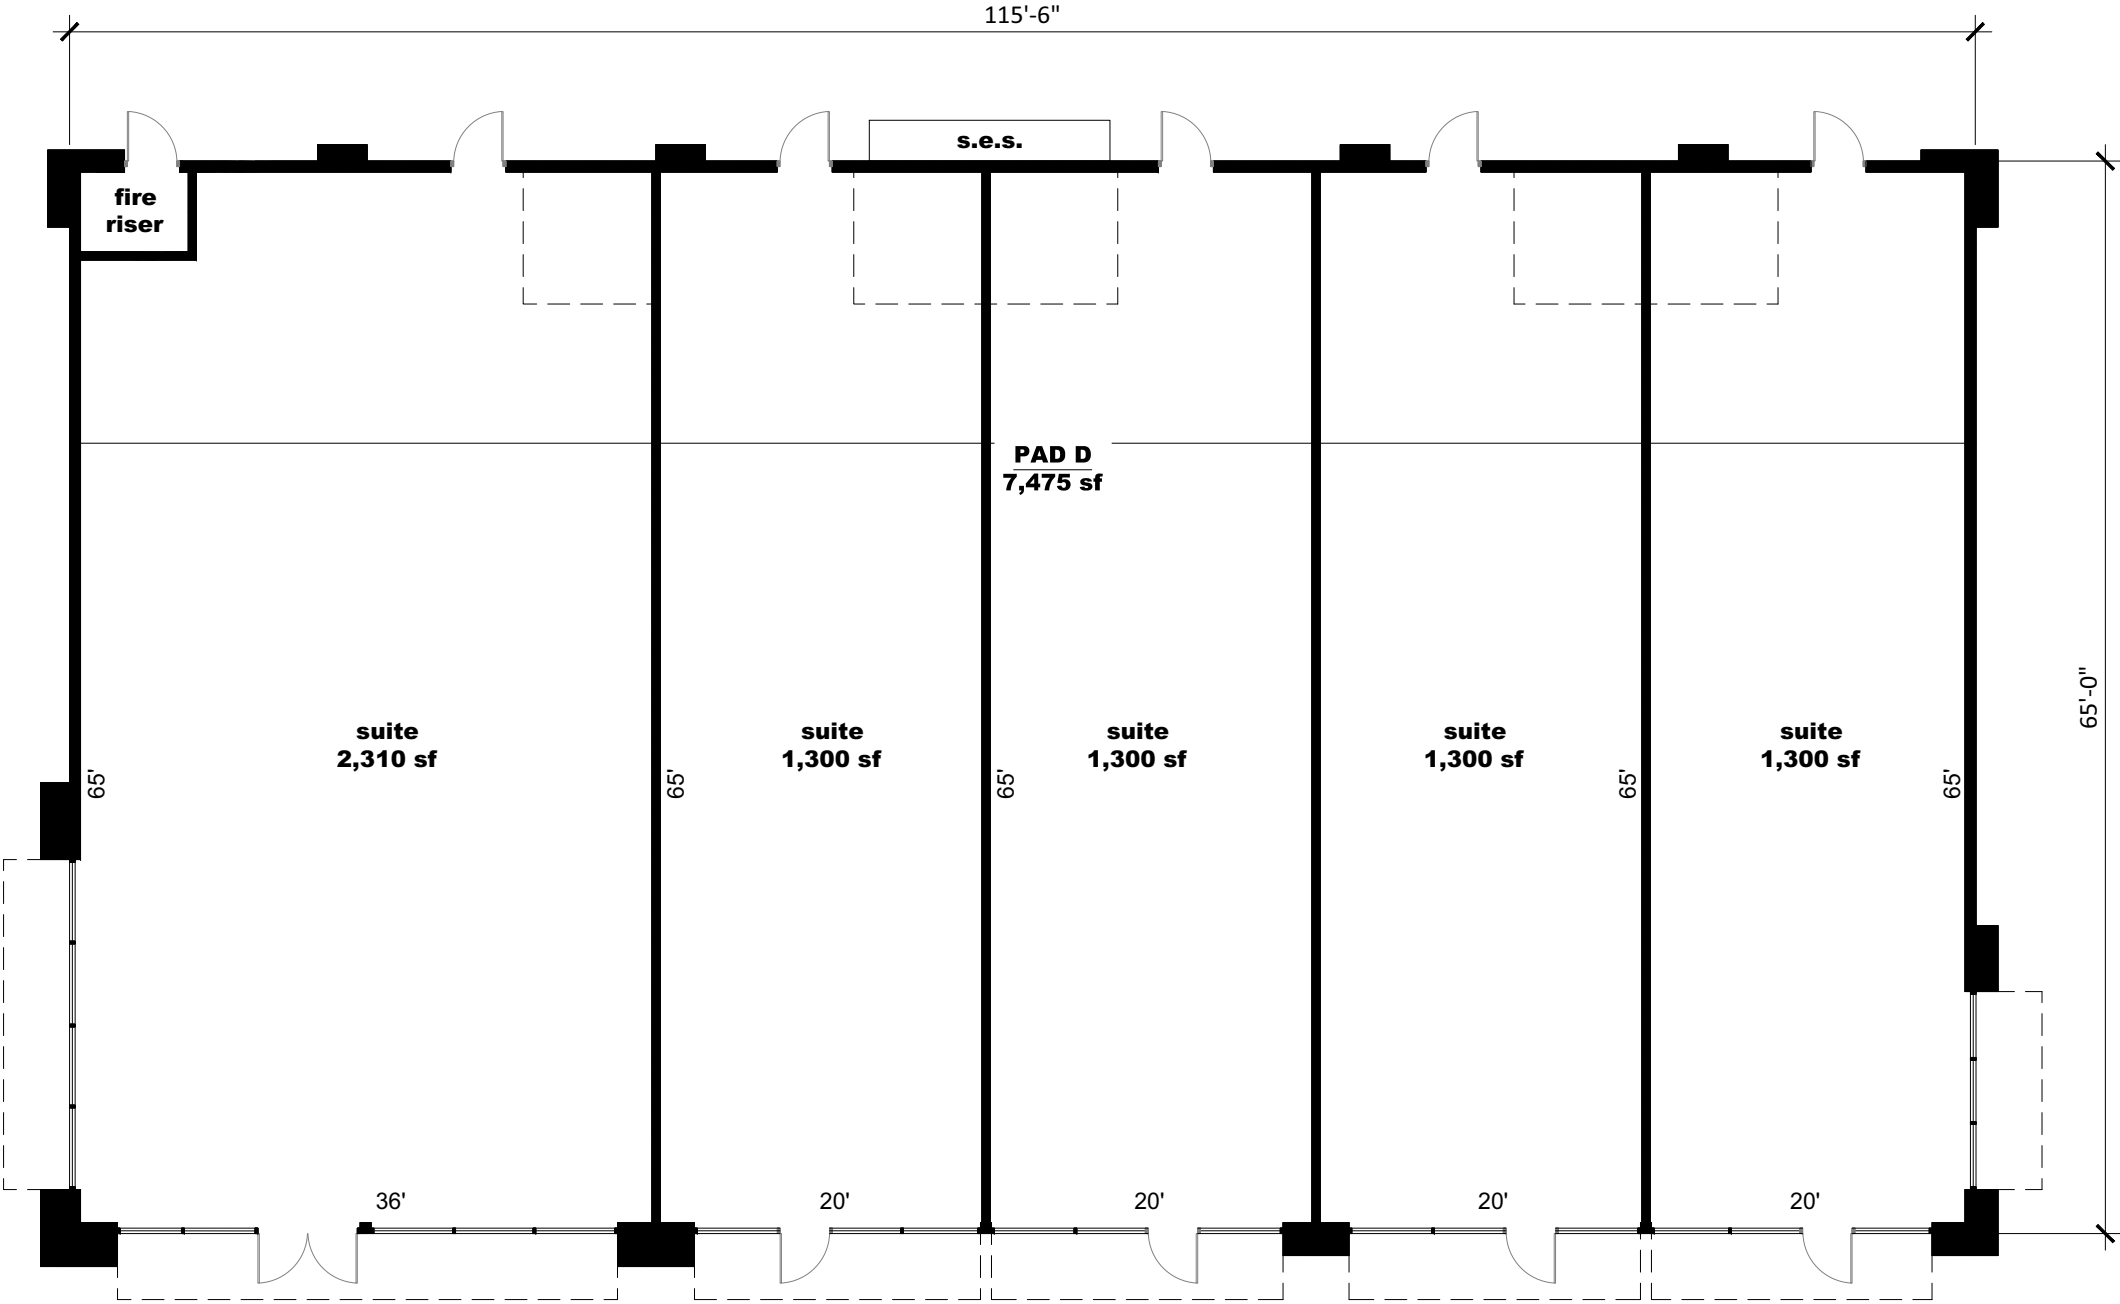 115'-6"
s.e.s.
fire
riser
PAD D
7,475 sf
65'-0"
suite
2,310 sf
suite
1,300 sf
suite
1,300 sf
suite
1,300 sf
suite
1,300 sf
65'
65'
65'
65'
65'
36'
20'
20'
20'
20'